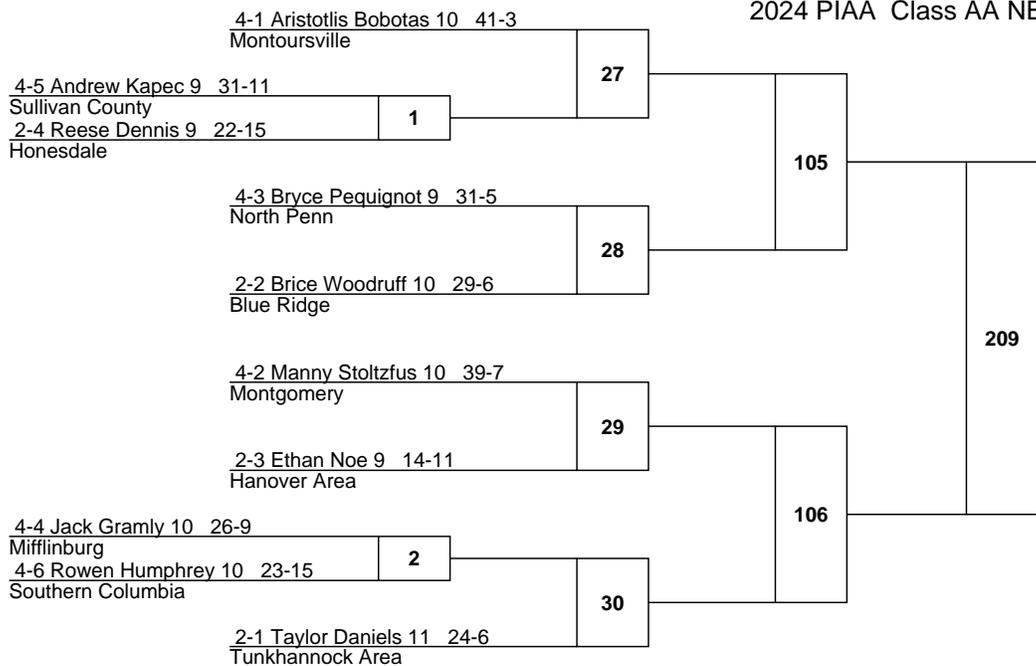 2024 PIAA Class AA NE
4-1 Aristotlis Bobotas 10 41-3
Montoursville
27
4-5 Andrew Kapec 9 31-11
Sullivan County
1
2-4 Reese Dennis 9 22-15
Honesdale
105
4-3 Bryce Pequignot 9 31-5
North Penn
28
2-2 Brice Woodruff 10 29-6
Blue Ridge
209
4-2 Manny Stoltzfus 10 39-7
Montgomery
29
2-3 Ethan Noe 9 14-11
Hanover Area
106
4-4 Jack Gramly 10 26-9
Mifflinburg
2
4-6 Rowen Humphrey 10 23-15
Southern Columbia
30
2-1 Taylor Daniels 11 24-6
Tunkhannock Area